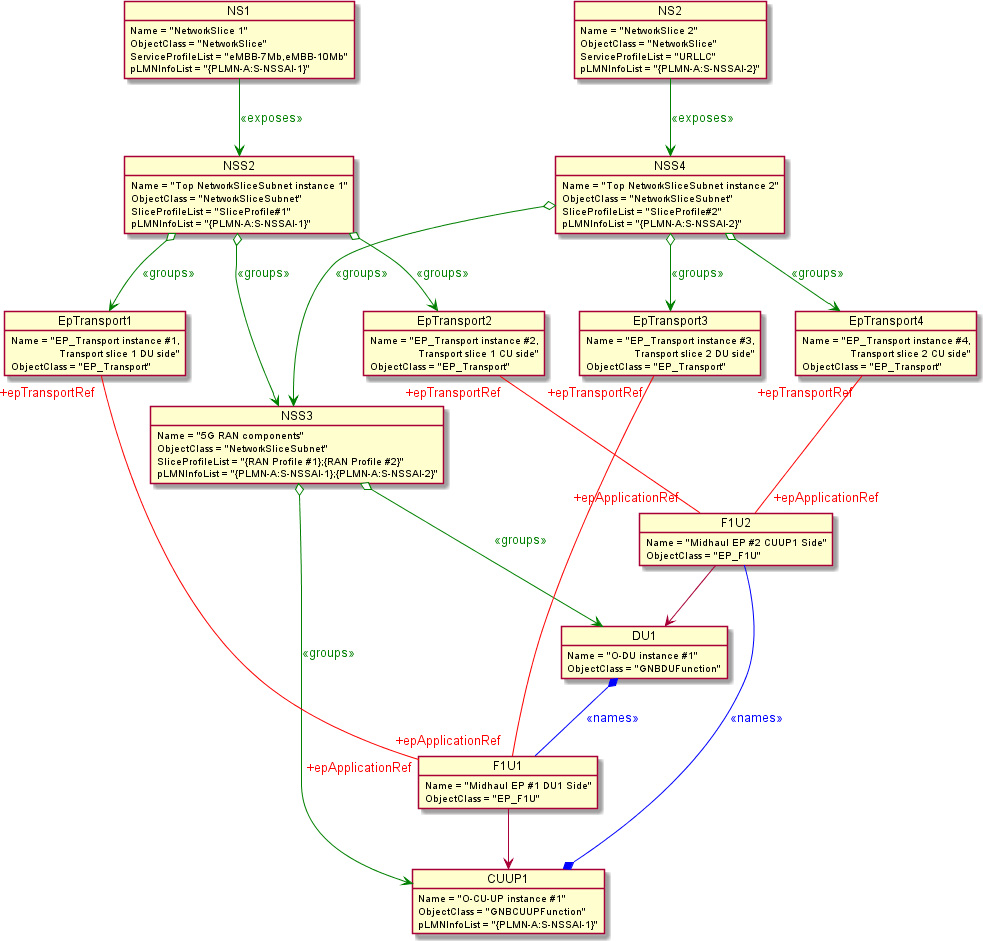 NS1
Name = "NetworkSlice 1"
ObjectClass = "NetworkSlice"
ServiceProfileList = "eMBB-7Mb,eMBB-10Mb"
pLMNInfoList = "{PLMN-A:S-NSSAI-1}"
NS2
Name = "NetworkSlice 2"
ObjectClass = "NetworkSlice"
ServiceProfileList = "URLLC"
pLMNInfoList = "{PLMN-A:S-NSSAI-2}"
«exposes»
«exposes»
NSS2
Name = "Top NetworkSliceSubnet instance 1"
ObjectClass = "NetworkSliceSubnet"
SliceProfileList = "SliceProfile#1"
pLMNInfoList = "{PLMN-A:S-NSSAI-1}"
NSS4
Name = "Top NetworkSliceSubnet instance 2"
ObjectClass = "NetworkSliceSubnet"
SliceProfileList = "SliceProfile#2"
pLMNInfoList = "{PLMN-A:S-NSSAI-2}"
«groups»
«groups»
«groups»
«groups»
«groups»
«groups»
EpTransport1
Name = "EP_Transport instance #1,
Transport slice 1 DU side"
ObjectClass = "EP_Transport"
EpTransport2
Name = "EP_Transport instance #2,
Transport slice 1 CU side"
ObjectClass = "EP_Transport"
EpTransport3
Name = "EP_Transport instance #3,
Transport slice 2 DU side"
ObjectClass = "EP_Transport"
EpTransport4
Name = "EP_Transport instance #4,
Transport slice 2 CU side"
ObjectClass = "EP_Transport"
+epTransportRef
+epTransportRef
+epTransportRef
+epTransportRef
NSS3
Name = "5G RAN components"
ObjectClass = "NetworkSliceSubnet"
SliceProfileList = "{RAN Profile #1};{RAN Profile #2}"
pLMNInfoList = "{PLMN-A:S-NSSAI-1};{PLMN-A:S-NSSAI-2}"
+epApplicationRef
+epApplicationRef
F1U2
Name = "Midhaul EP #2 CUUP1 Side"
ObjectClass = "EP_F1U"
«groups»
DU1
Name = "O-DU instance #1"
ObjectClass = "GNBDUFunction"
«groups»
«names»
«names»
+epApplicationRef
+epApplicationRef
F1U1
Name = "Midhaul EP #1 DU1 Side"
ObjectClass = "EP_F1U"
CUUP1
Name = "O-CU-UP instance #1"
ObjectClass = "GNBCUUPFunction"
pLMNInfoList = "{PLMN-A:S-NSSAI-1}"